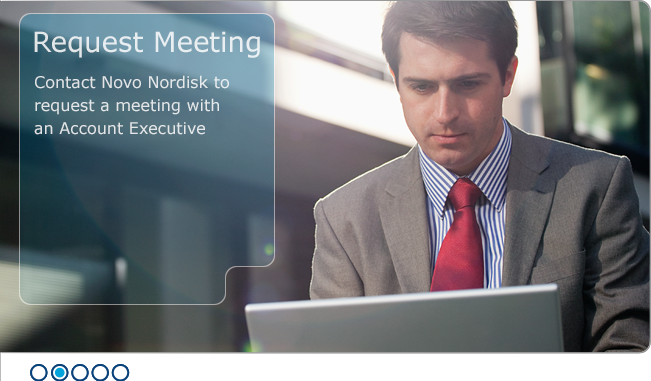 Request Meeting
Contact Novo Nordisk to
request a meeting with
an Account Executive